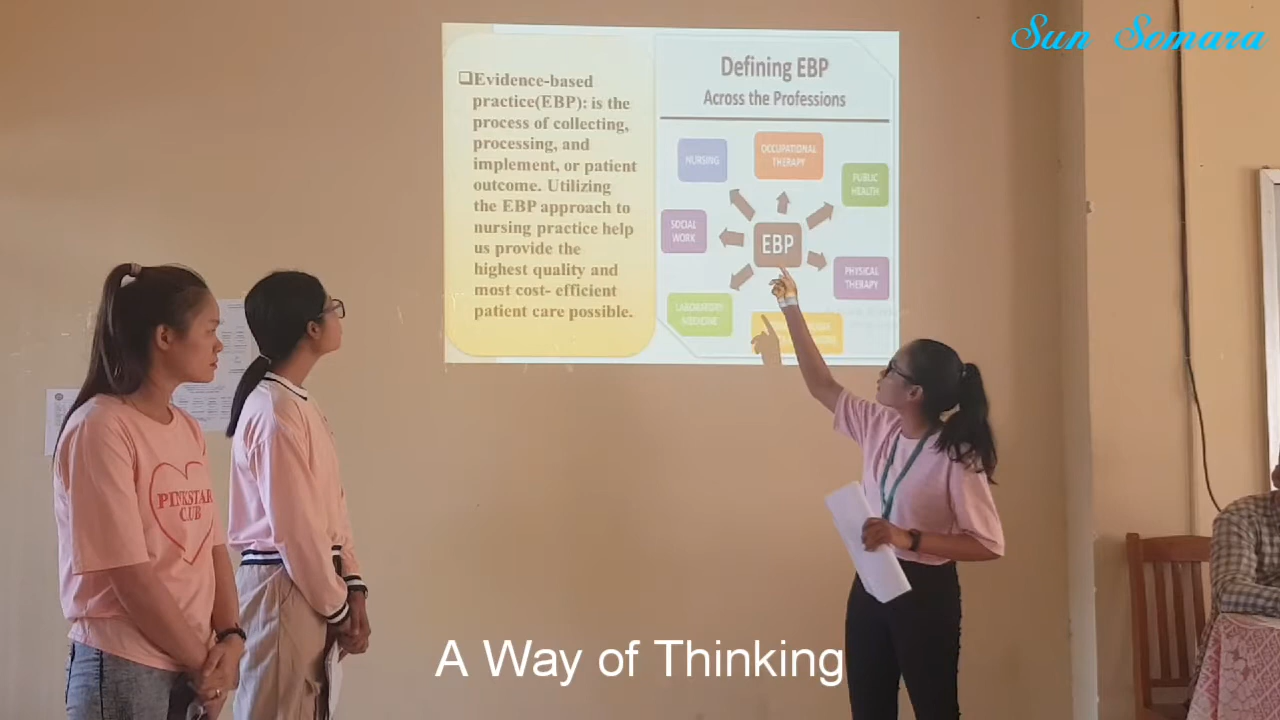 Sun Somara
❑Evidence-based
practice(EBP): is the
process of collecting,
processing, and
implement, or patient
outcome. Utilizing
the EBP approach to
nursing practice help
us provide the
highest quality and
most cost- efficient
patient care possible.
Defining EBP
Across the Professions
NURSING
OCCUPATIONAL
THERAPY
PUBLIC
HEALTH
SOCIAL
WORK
EBP
PHYSICAL
THERAPY
LABORATORY
MEDICINE
PINKSTAR
CUB
A Way of Thinking